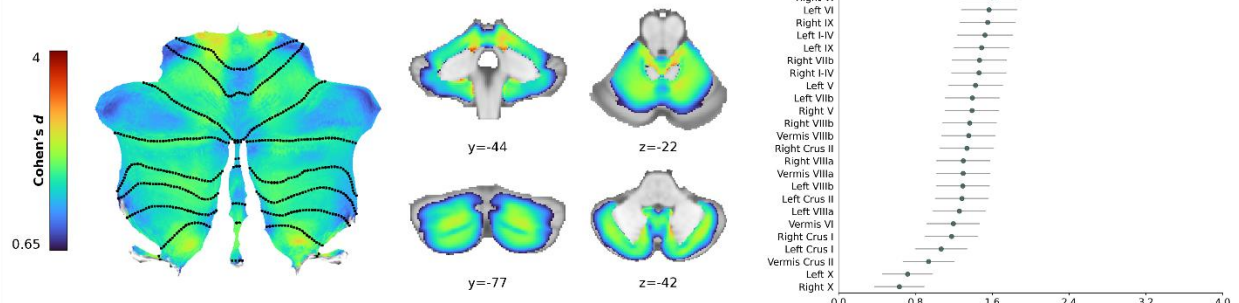 4
Cohen's d
0.65
y=-44
z=-22
y=-77
z=-42
Left VI
Right IX
Left I-IV
Left IX
Right VIIb
Right I-IV
Left V
Left VIIb
Right V
Right VIIIb
Vermis VIIIb
Right Crus II
Right VIIIa
Vermis VIIIa
Left VIIIb
Left Crus II
Left VIIIa
Vermis VI
Right Crus I
Left Crus I
Vermis Crus II
Left X
Right X
0.0 0.8 1.6 2.4 3.2 4.0